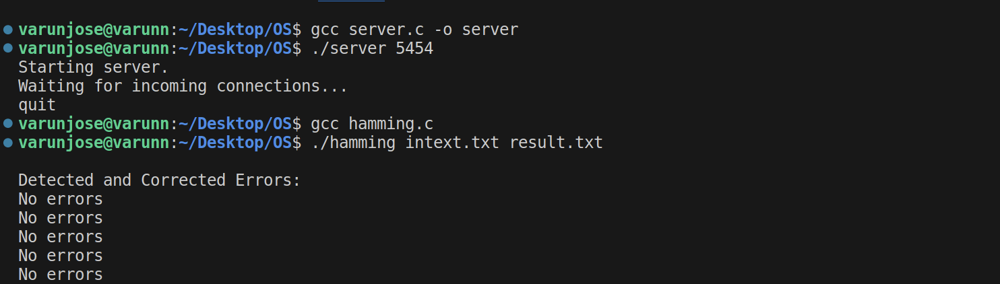 varunjose@varunn:~/Desktop/OS$ gcc server.c -o server
varunjose@varunn:~/Desktop/OS$ ./server 5454
Starting server.
Waiting for incoming connections...
quit
varunjose@varunn:~/Desktop/OS$ gcc hamming.c
varunjose@varunn:~/Desktop/OS$ ./hamming intext.txt result.txt
Detected and Corrected Errors:
No errors
No errors
No errors
No errors
No errors